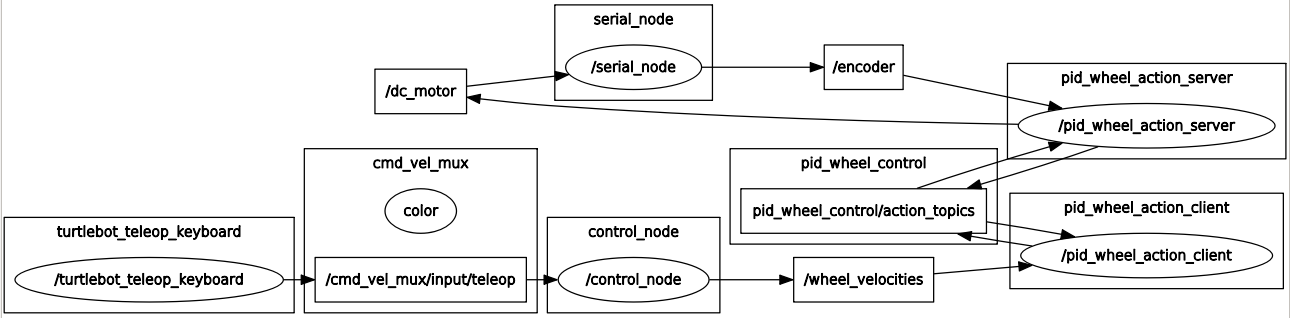 serial_node
/serial_node
/encoder
/dc_motor
pid_wheel_action_server
/pid_wheel_action_server
cmd_vel_mux
color
pid_wheel_control
pid_wheel_control/action_topics
turtlebot_teleop_keyboard
/turtlebot_teleop_keyboard
/cmd_vel_mux/input/teleop
control_node
/control_node
/wheel_velocities
pid_wheel_action_client
/pid_wheel_action_client